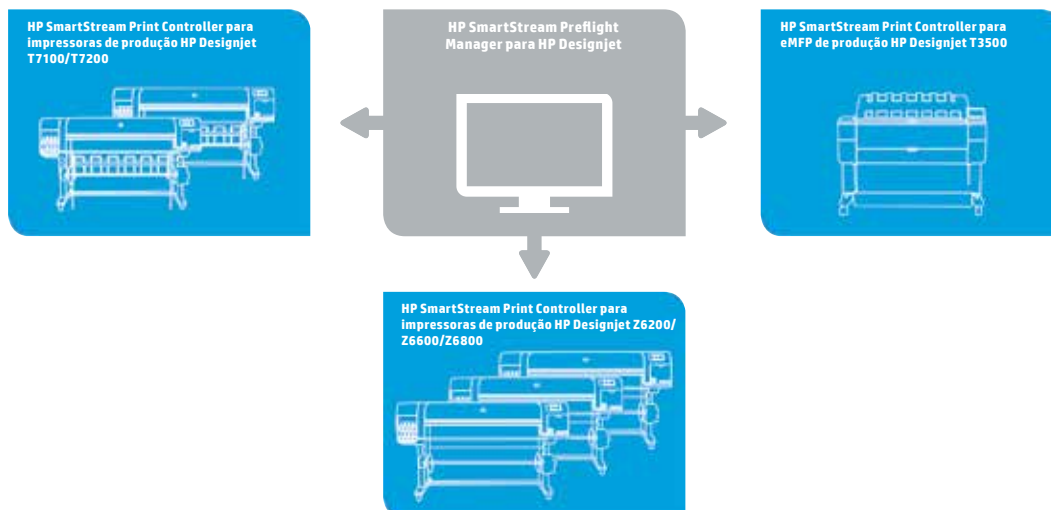 HP SmartStream Print Controller para
impressoras de produção HP Designjet
T7100/T7200
HP SmartStream Preflight
Manager para HP Designjet
HP SmartStream Print Controller para
eMFP de produção HP Designjet T3500
HP SmartStream Print Controller para
impressoras de produção HP Designjet Z6200/
Z6600/Z6800